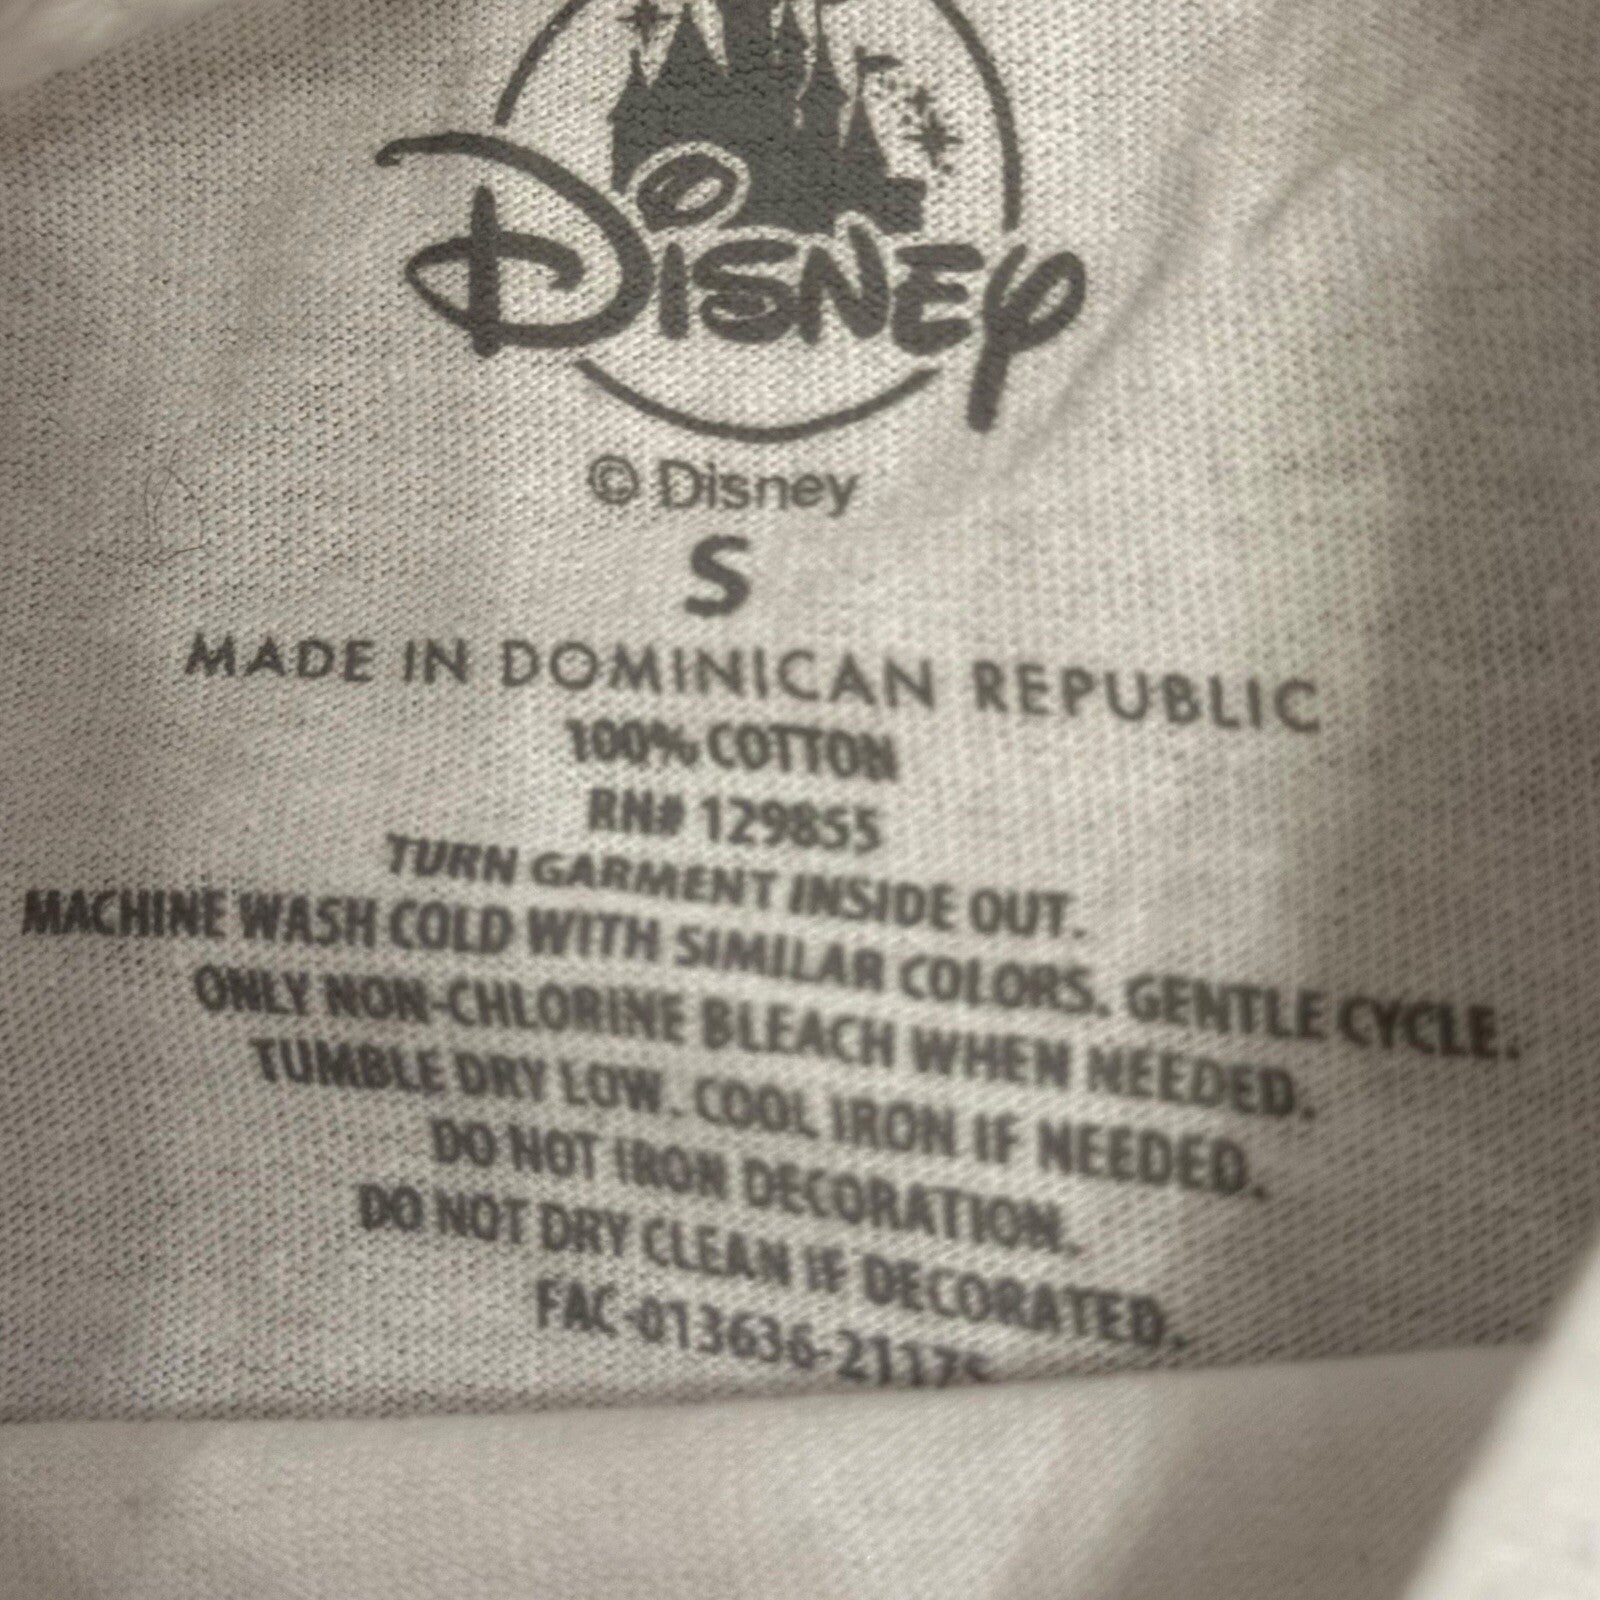 Disney
© Disney
S
MADE IN DOMINICAN REPUBLIC
100% COTTON
RN# 129855
TURN GARMENT INSIDE OUT.
MACHINE WASH COLD WITH SIMILAR COLORS. GENTLE CYCLE.
ONLY NON-CHLORINE BLEACH WHEN NEEDED.
TUMBLE DRY LOW. COOL IRON IF NEEDED.
DO NOT IRON DECORATION.
DO NOT DRY CLEAN IF DECORATED.
FAC-013636-21175